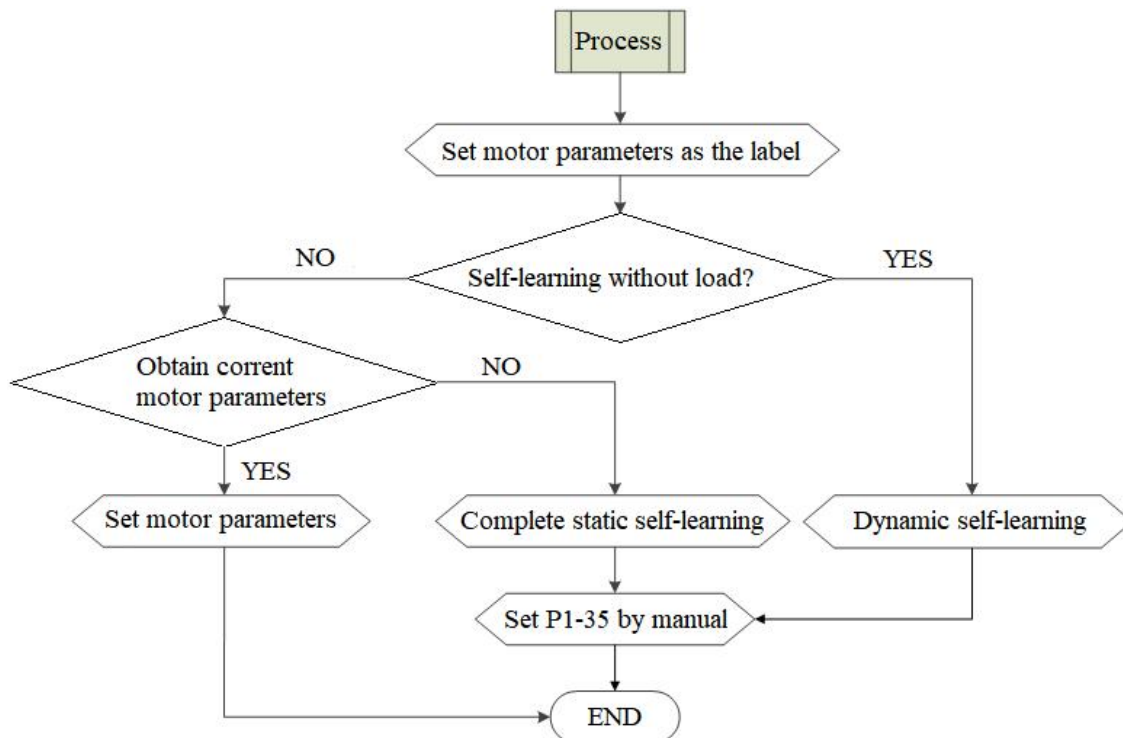 Process
Set motor parameters as the label
Self-learning without load?
NO
YES
Obtain corrent
motor parameters
NO
YES
Set motor parameters
Complete static self-learning
Dynamic self-learning
Set P1-35 by manual
END